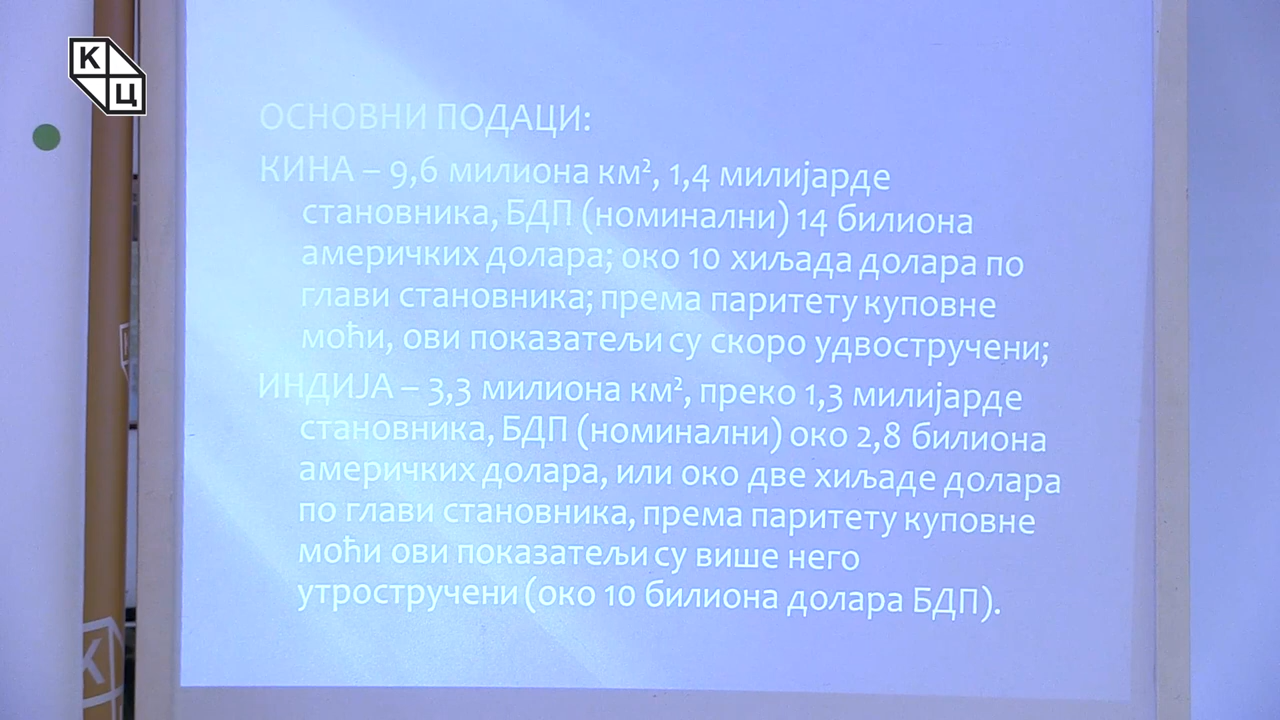 К
Ц
ОСНОВНИ ПОДАЦИ:
КИНА – 9,6 милиона км², 1,4 милијарде
становника, БДП (номинални) 14 билиона
америчких долара; око 10 хиљада долара по
глави становника; према паритету куповне
моћи, ови показатељи су скоро удвостручени;
ИНДИЈА – 3,3 милиона км², преко 1,3 милијарде
становника, БДП (номинални) око 2,8 билиона
америчких долара, или око две хиљаде долара
по глави становника, према паритету куповне
моћи ови показатељи су више него
утростручени (око 10 билиона долара БДП).
К